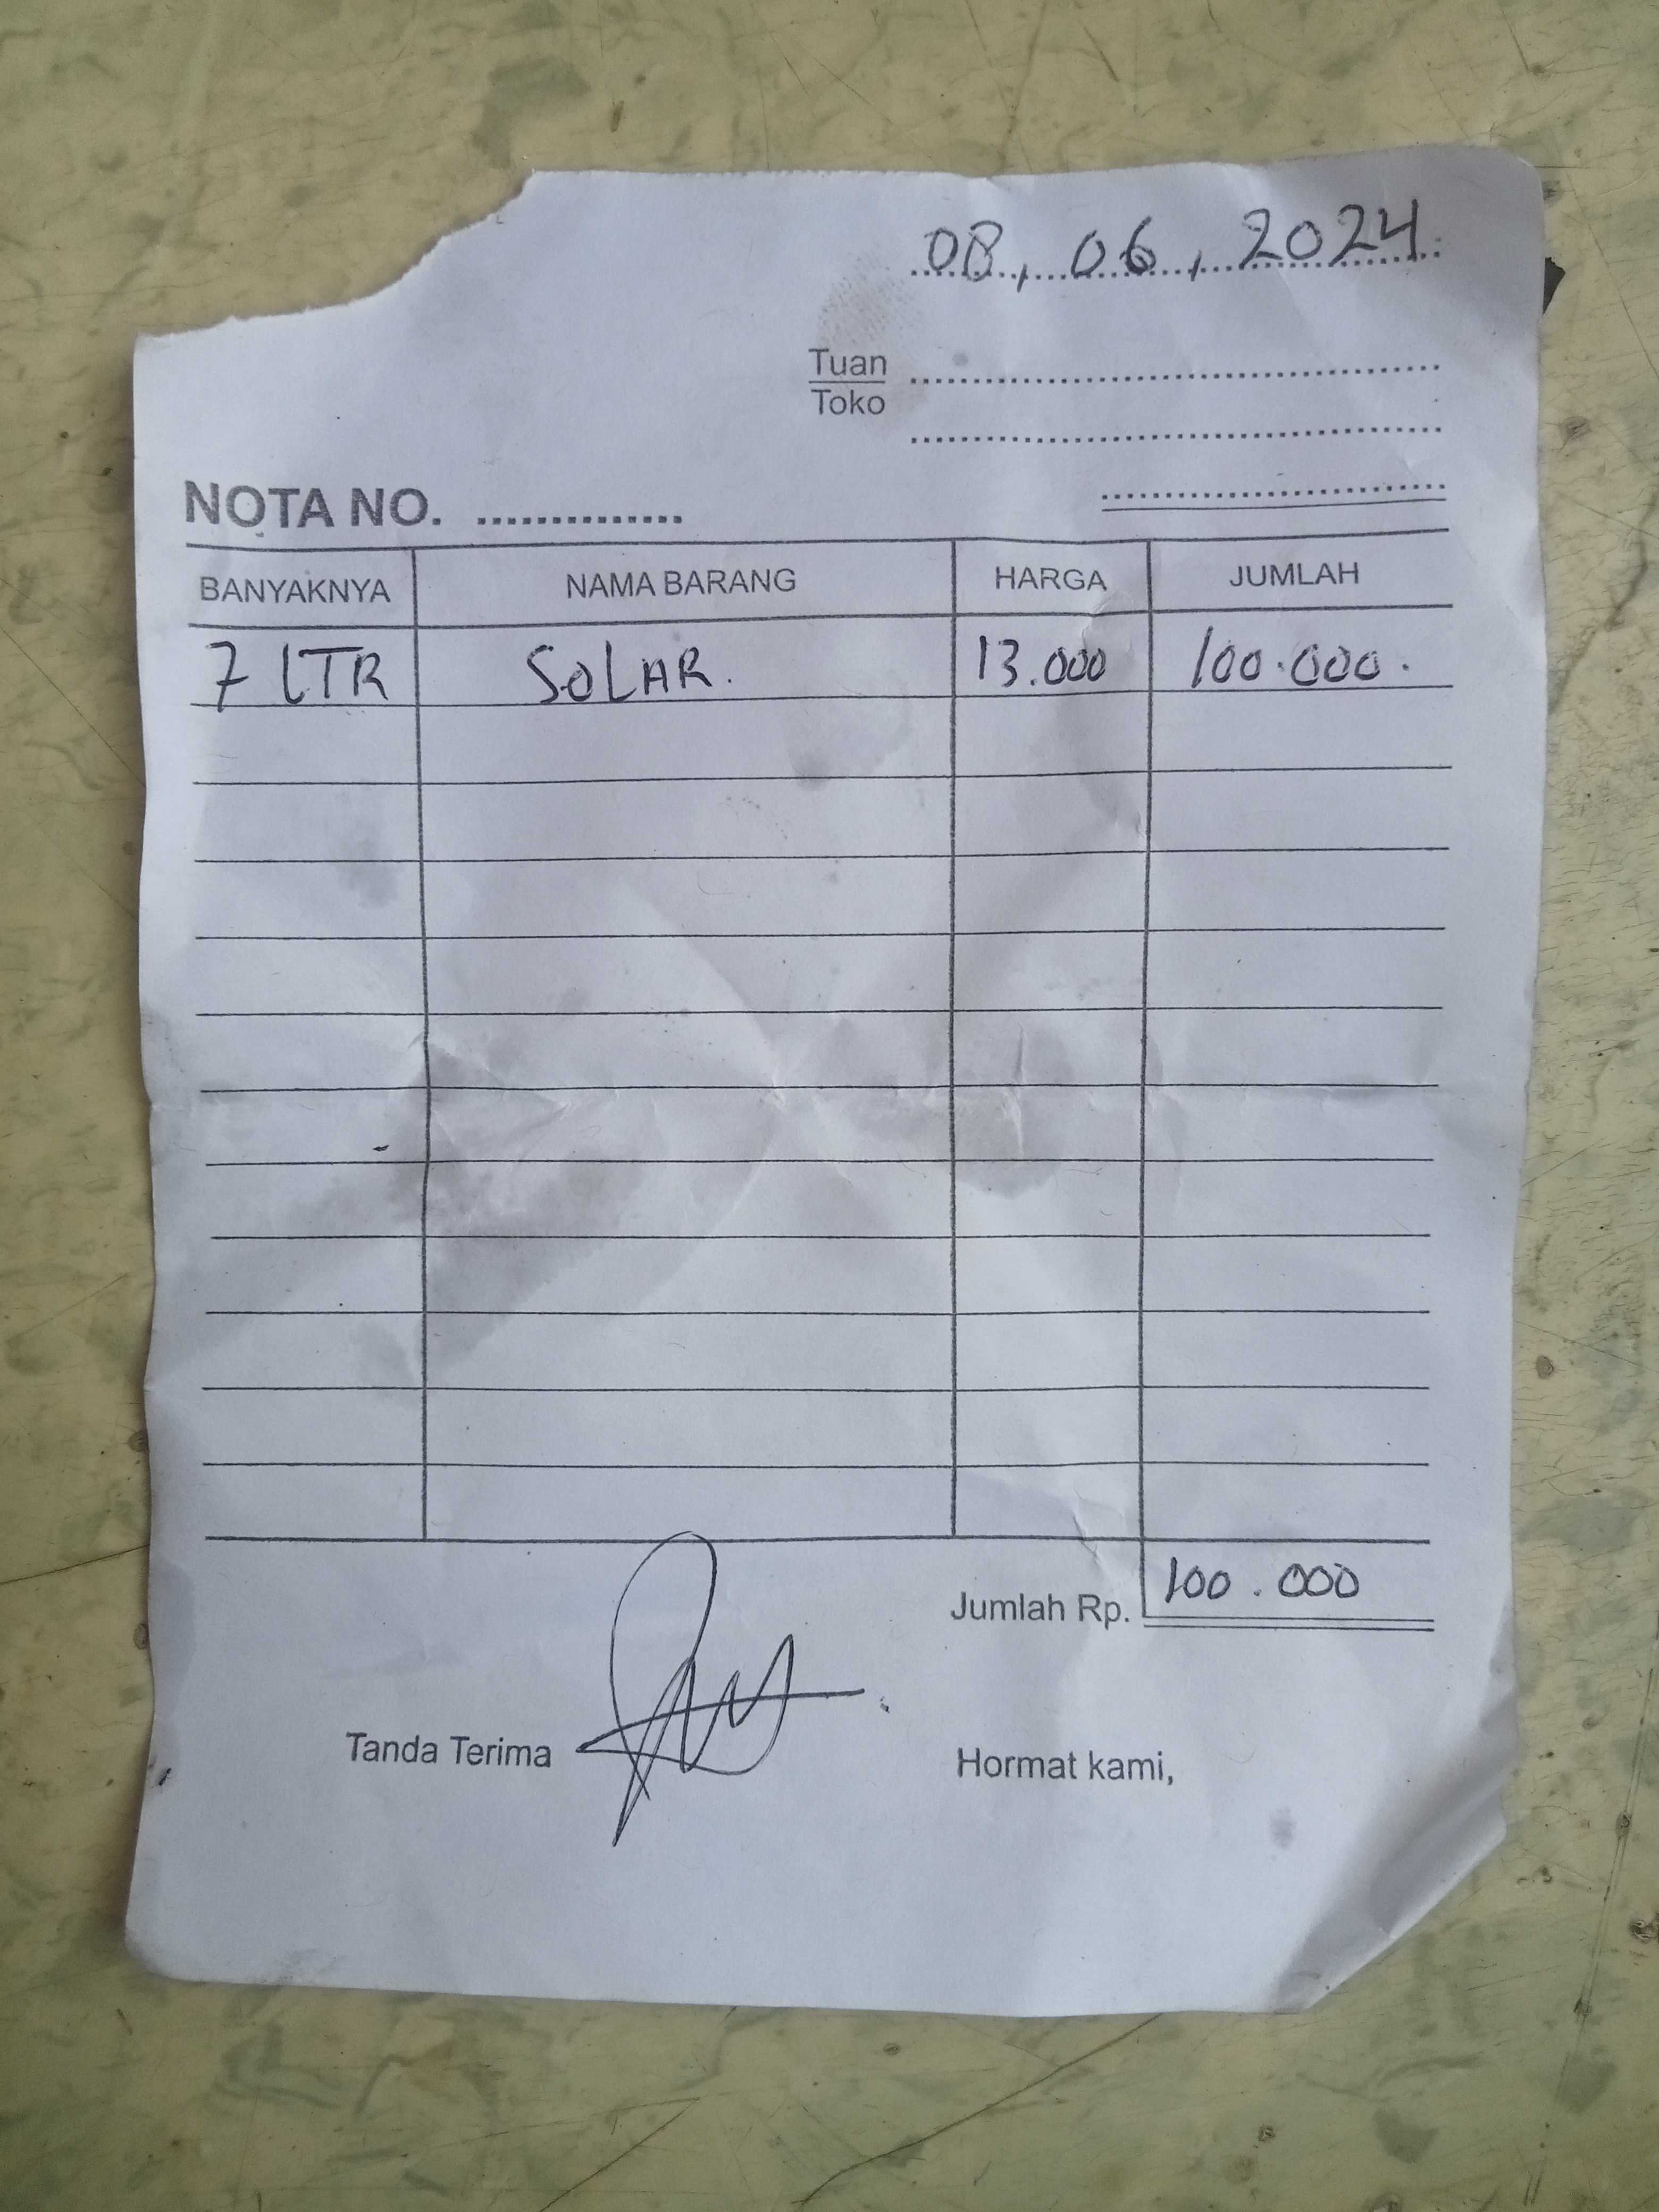 08, 06, 2024
Tuan
Toko
NOTA NO. ..............
BANYAKNYA NAMA BARANG HARGA JUMLAH
7 LTR SOLAR. 13.000 100.000.
Jumlah Rp. 100.000
Tanda Terima Hormat kami,